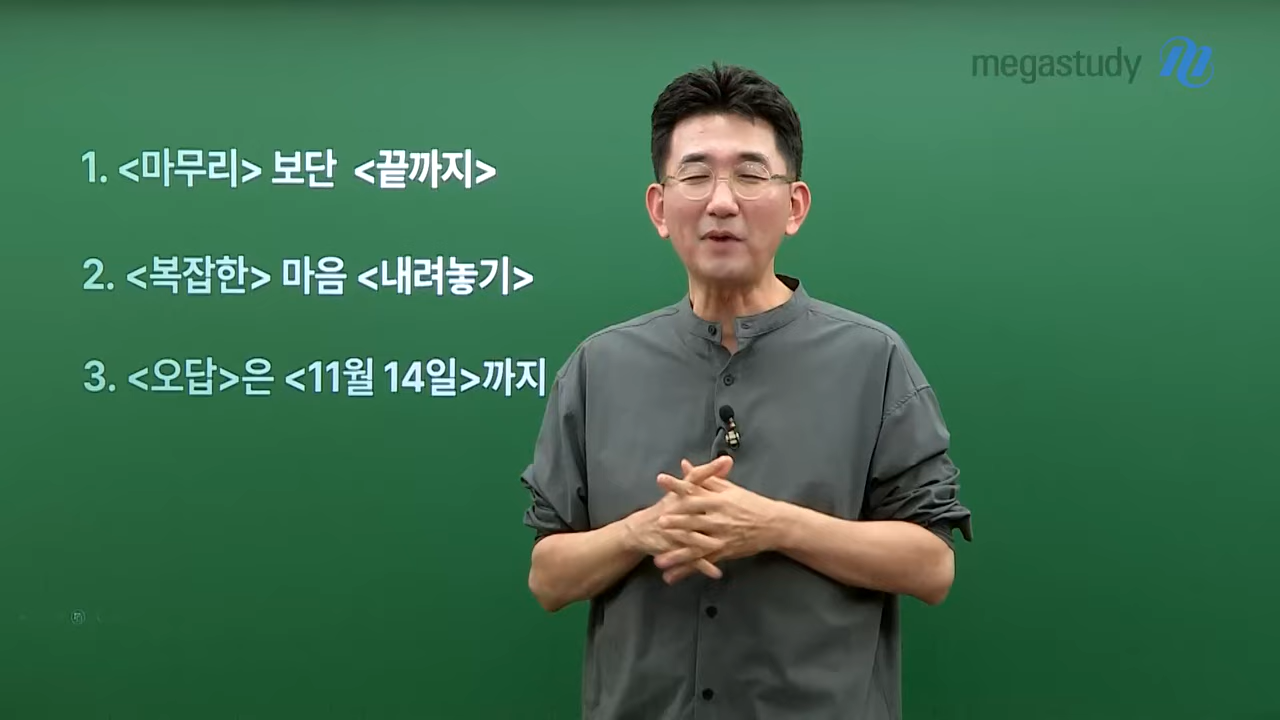 megastudy
1. <마무리> 보단 <끝까지>
2. <복잡한> 마음 <내려놓기>
3. <오답>은 <11월 14일>까지